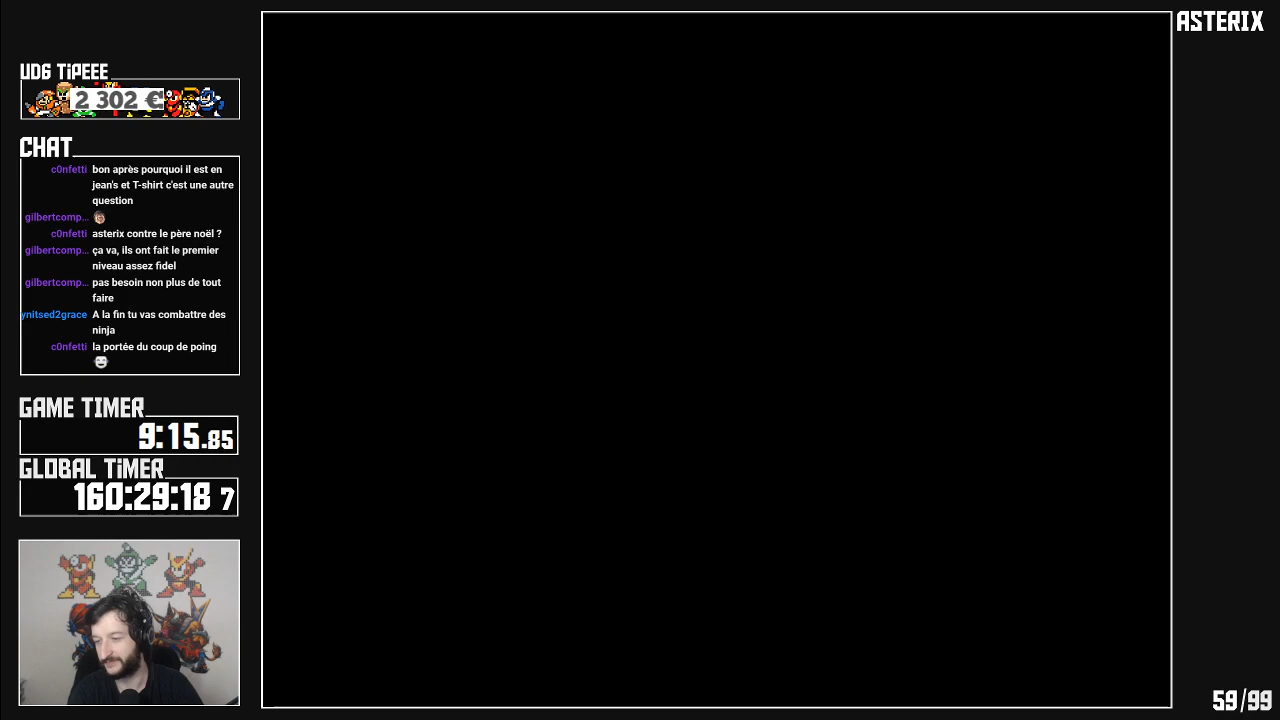 ASTERIX
UDG TiPEEE
2 302 €
CHAT
c0nfetti bon après pourquoi il est en
jean's et T-shirt c'est une autre
question
gilbertcomp...
c0nfetti asterix contre le père noël ?
gilbertcomp... ça va, ils ont fait le premier
niveau assez fidel
gilbertcomp... pas besoin non plus de tout
faire
ynitsed2grace A la fin tu vas combattre des
ninja
c0nfetti la portée du coup de poing
GAME TIMER
9:15.85
GLOBAL TiMER
160:29:18 7
59/99